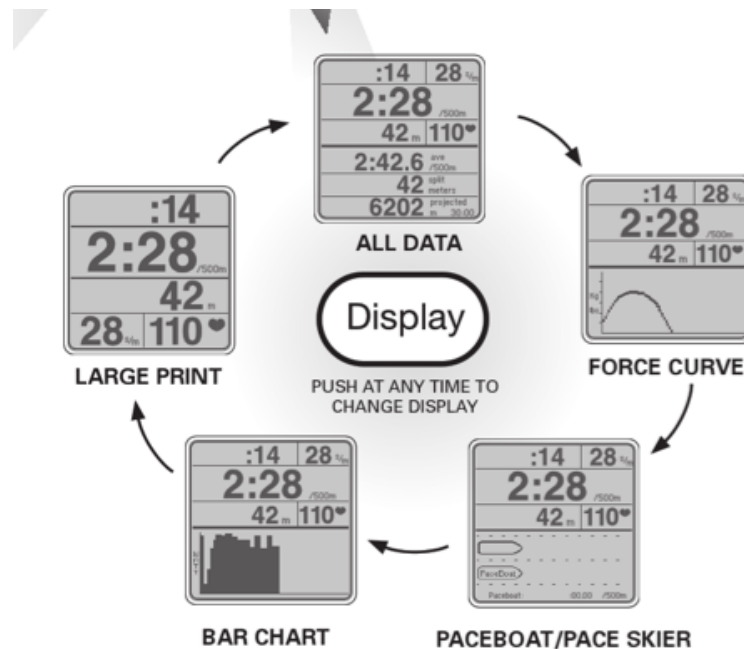 :14 28 s/m
2:28 /500m
42 m 110
2:42.6 ave /500m
42 split meters
6202 projected m 30:00
ALL DATA
:14 28 s/m
2:28 /500m
42 m 110
FORCE CURVE
:14 28 s/m
2:28 /500m
42 m 110
PaceBoat
Paceboat: :00.00 /500m
PACEBOAT/PACE SKIER
:14 28 s/m
2:28 /500m
42 m 110
BAR CHART
:14
2:28 /500m
42 m
28 s/m 110
LARGE PRINT
Display
PUSH AT ANY TIME TO
CHANGE DISPLAY